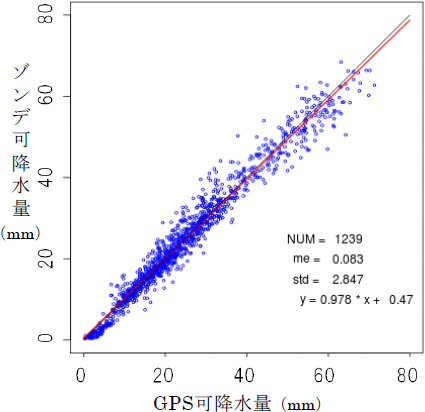 80
60
40
20
0
ゾンデ可降水量
(mm)
NUM = 1239
me = 0.083
std = 2.847
y = 0.978 * x + 0.47
0 20 40 60 80
GPS可降水量 (mm)